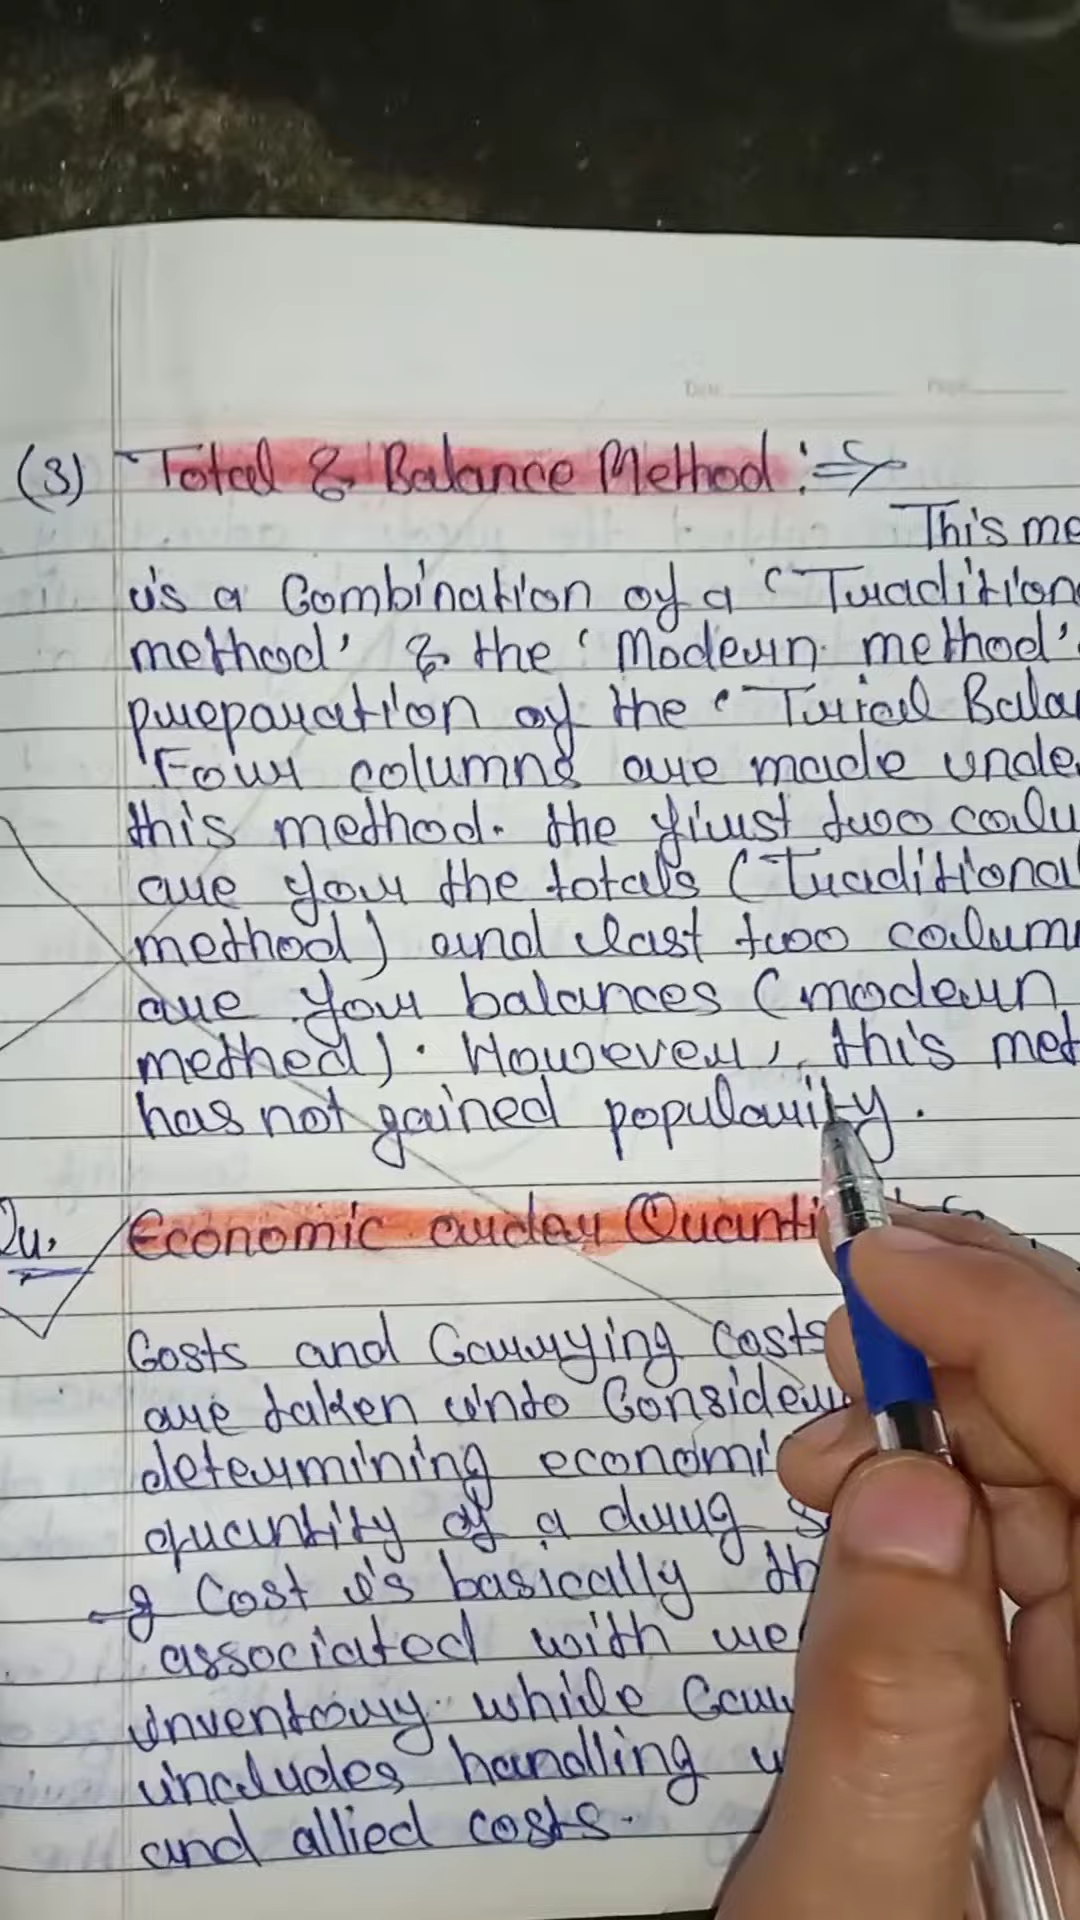 Date Page
(3) Total & Balance Method :⇒
This me
is a Combination of a 'Tradition
method' & the 'Modern method'
preparation of the 'Trial Bala
Four columns are made unde
this method. the first two colu
are for the totals (Traditional
method) and last two colum
are for balances (modern
method). However, this met
has not gained popularity.
Qu. Economic order Quanti
Costs and Carrying Costs
are taken into Consider
determining economi
quantity of a drug
→ Cost is basically th
associated with
inventory while Carr
includes handling
and allied costs.